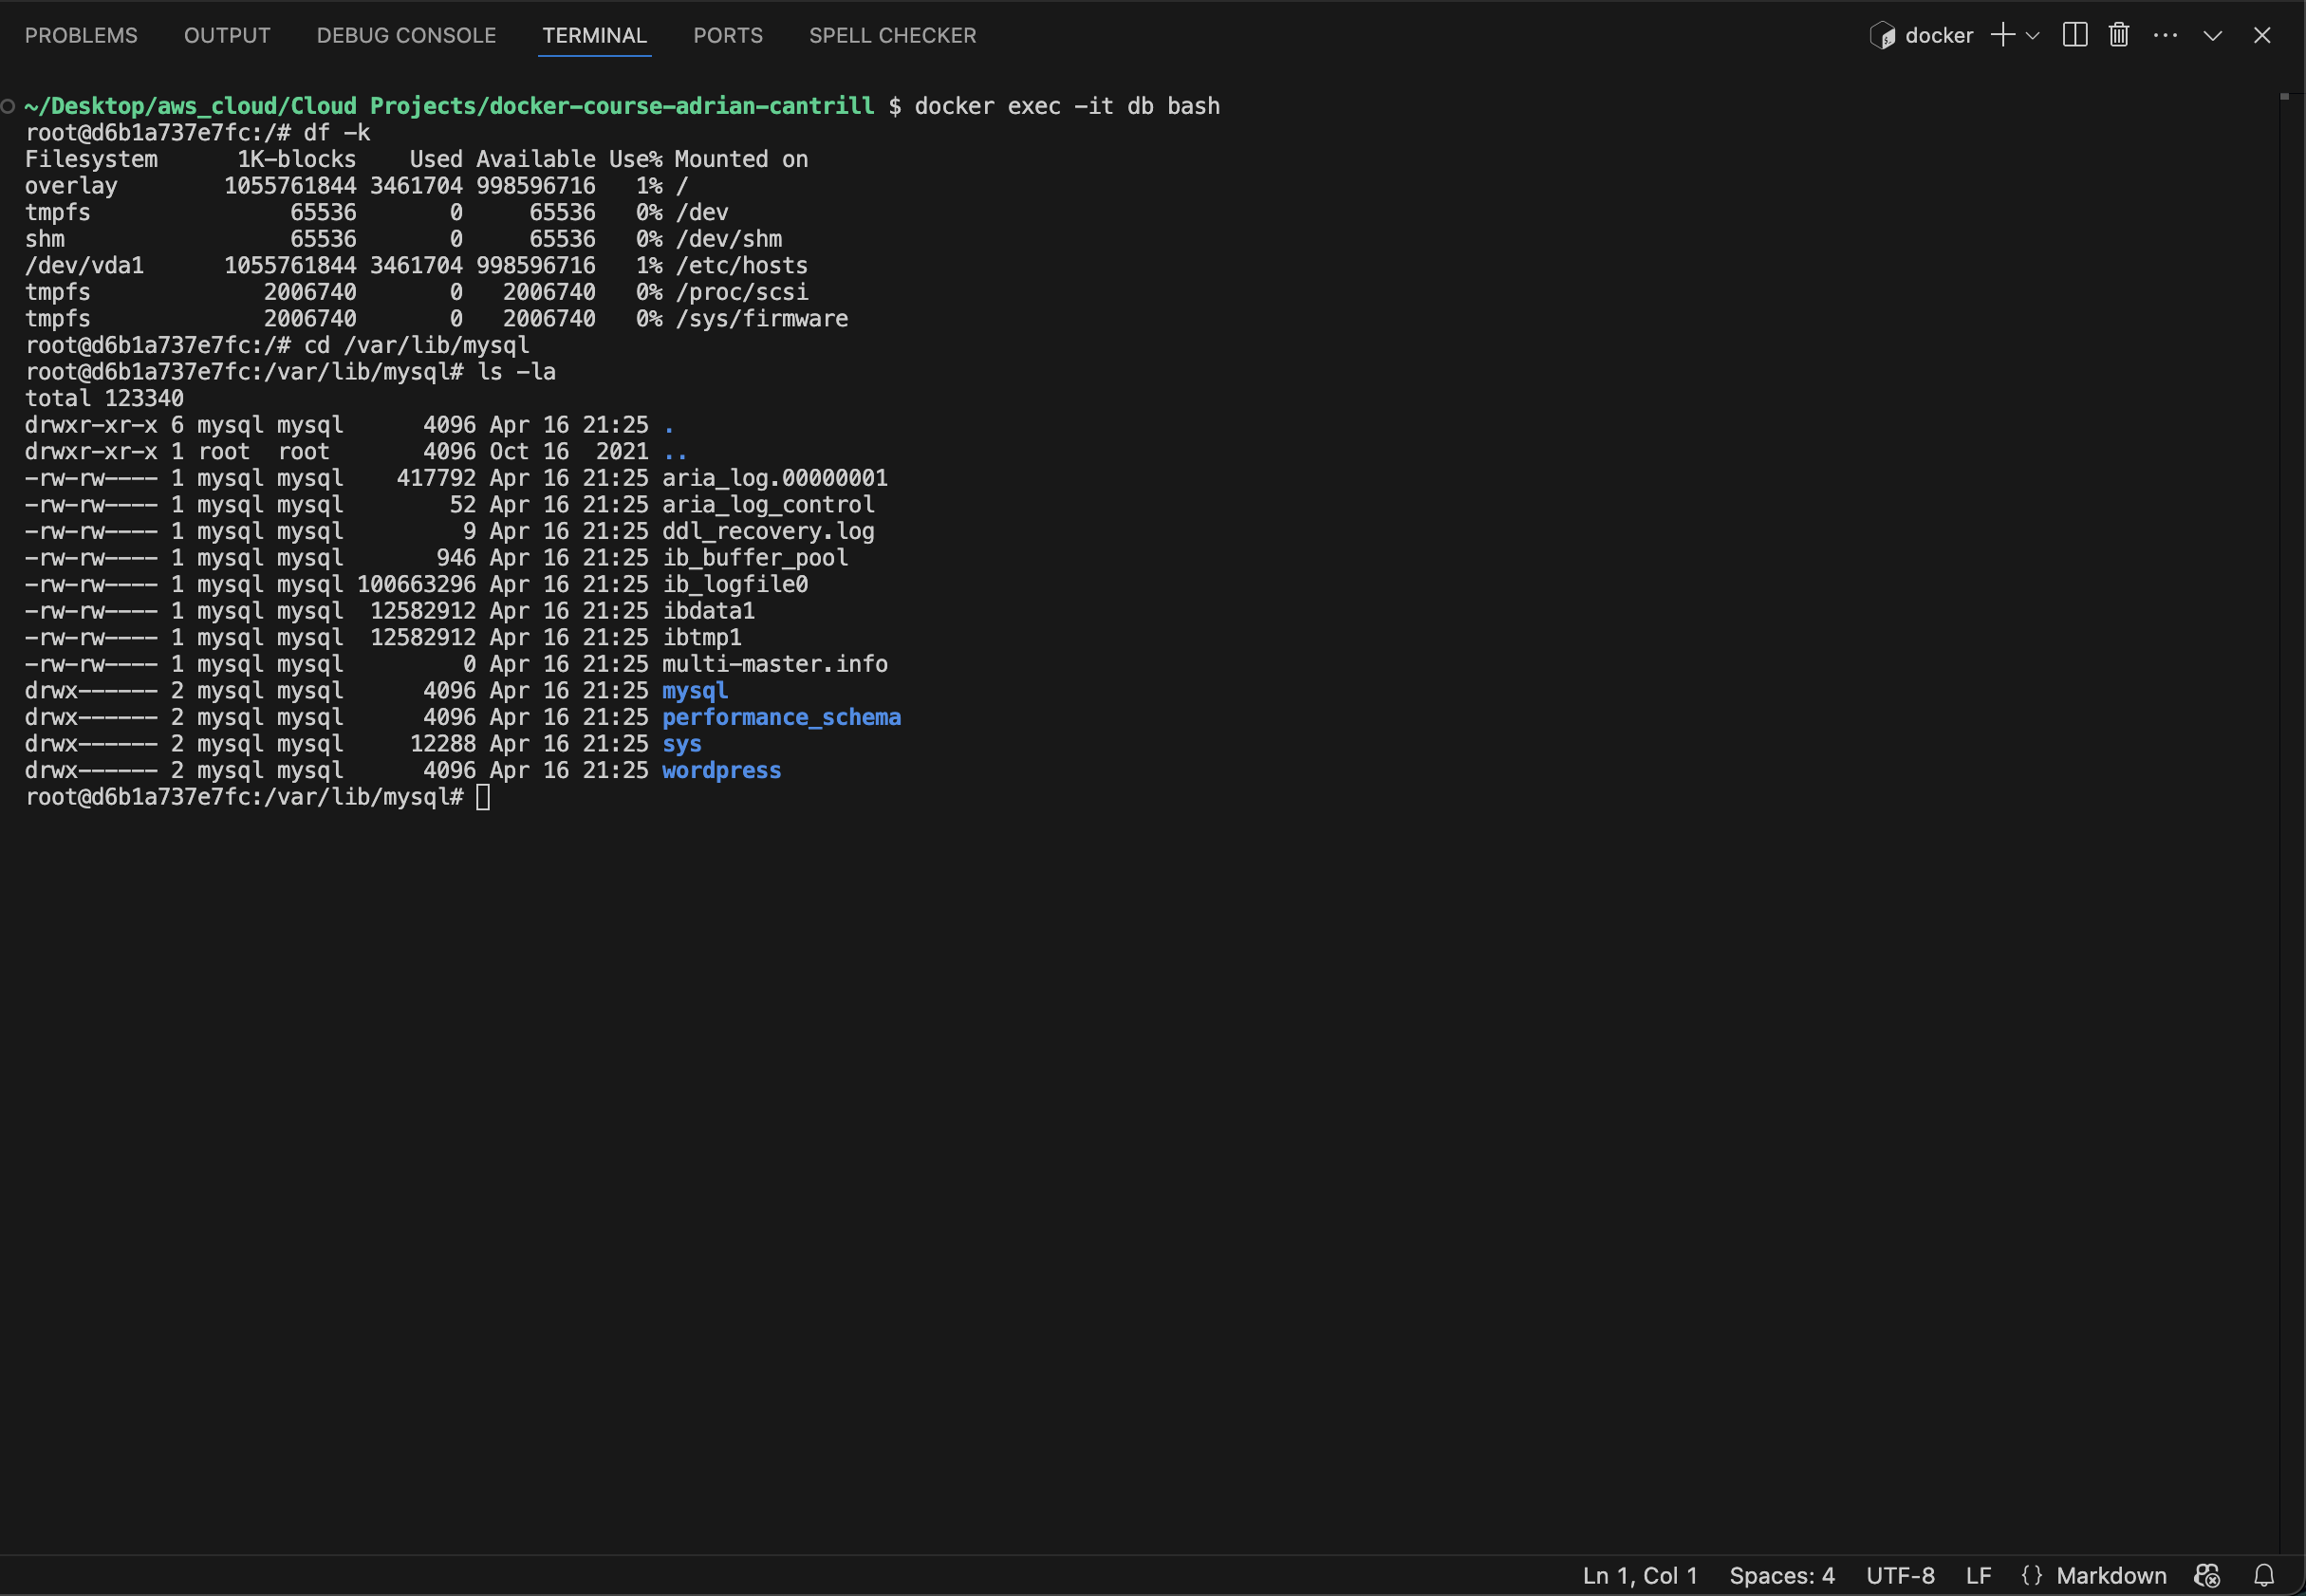 PROBLEMS OUTPUT DEBUG CONSOLE TERMINAL PORTS SPELL CHECKER docker
~/Desktop/aws_cloud/Cloud Projects/docker-course-adrian-cantrill $ docker exec -it db bash
root@d6b1a737e7fc:/# df -k
Filesystem      1K-blocks    Used Available Use% Mounted on
overlay        1055761844 3461704 998596716   1% /
tmpfs               65536       0     65536   0% /dev
shm                 65536       0     65536   0% /dev/shm
/dev/vda1      1055761844 3461704 998596716   1% /etc/hosts
tmpfs             2006740       0   2006740   0% /proc/scsi
tmpfs             2006740       0   2006740   0% /sys/firmware
root@d6b1a737e7fc:/# cd /var/lib/mysql
root@d6b1a737e7fc:/var/lib/mysql# ls -la
total 123340
drwxr-xr-x 6 mysql mysql      4096 Apr 16 21:25 .
drwxr-xr-x 1 root  root       4096 Oct 16  2021 ..
-rw-rw---- 1 mysql mysql    417792 Apr 16 21:25 aria_log.00000001
-rw-rw---- 1 mysql mysql        52 Apr 16 21:25 aria_log_control
-rw-rw---- 1 mysql mysql         9 Apr 16 21:25 ddl_recovery.log
-rw-rw---- 1 mysql mysql       946 Apr 16 21:25 ib_buffer_pool
-rw-rw---- 1 mysql mysql 100663296 Apr 16 21:25 ib_logfile0
-rw-rw---- 1 mysql mysql  12582912 Apr 16 21:25 ibdata1
-rw-rw---- 1 mysql mysql  12582912 Apr 16 21:25 ibtmp1
-rw-rw---- 1 mysql mysql         0 Apr 16 21:25 multi-master.info
drwx------ 2 mysql mysql      4096 Apr 16 21:25 mysql
drwx------ 2 mysql mysql      4096 Apr 16 21:25 performance_schema
drwx------ 2 mysql mysql     12288 Apr 16 21:25 sys
drwx------ 2 mysql mysql      4096 Apr 16 21:25 wordpress
root@d6b1a737e7fc:/var/lib/mysql#
Ln 1, Col 1 Spaces: 4 UTF-8 LF {} Markdown